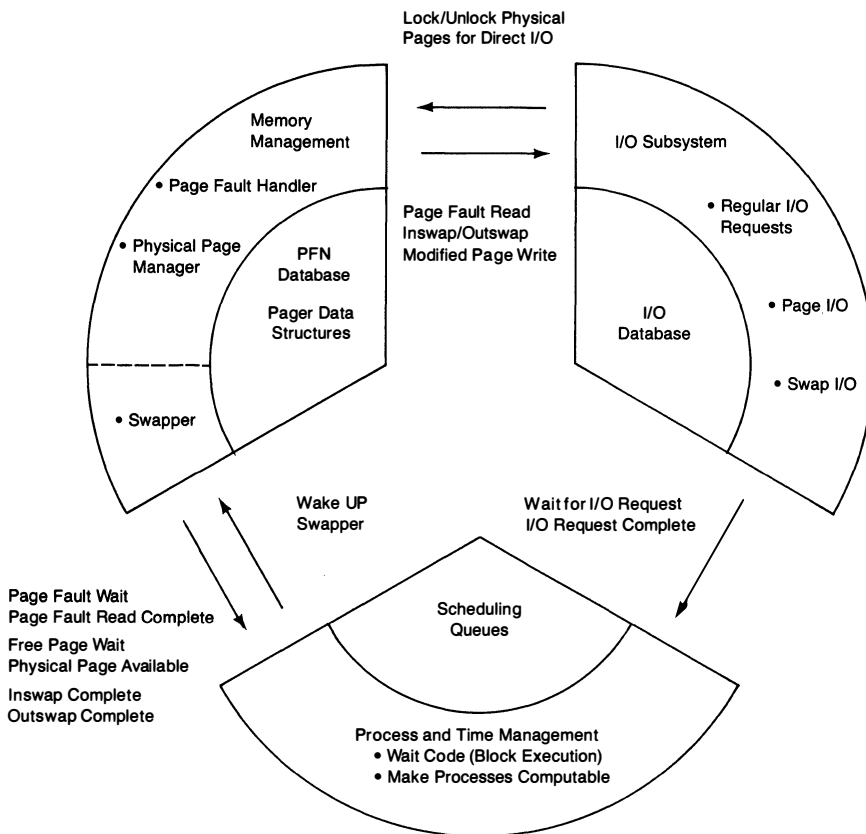 Lock/Unlock Physical
Pages for Direct I/O
Memory
Management
• Page Fault Handler
• Physical Page
Manager
PFN
Database
Pager Data
Structures
• Swapper
Page Fault Read
Inswap/Outswap
Modified Page Write
I/O Subsystem
• Regular I/O
Requests
• Page I/O
• Swap I/O
I/O
Database
Wake UP
Swapper
Wait for I/O Request
I/O Request Complete
Page Fault Wait
Page Fault Read Complete
Free Page Wait
Physical Page Available
Inswap Complete
Outswap Complete
Scheduling
Queues
Process and Time Management
• Wait Code (Block Execution)
• Make Processes Computable